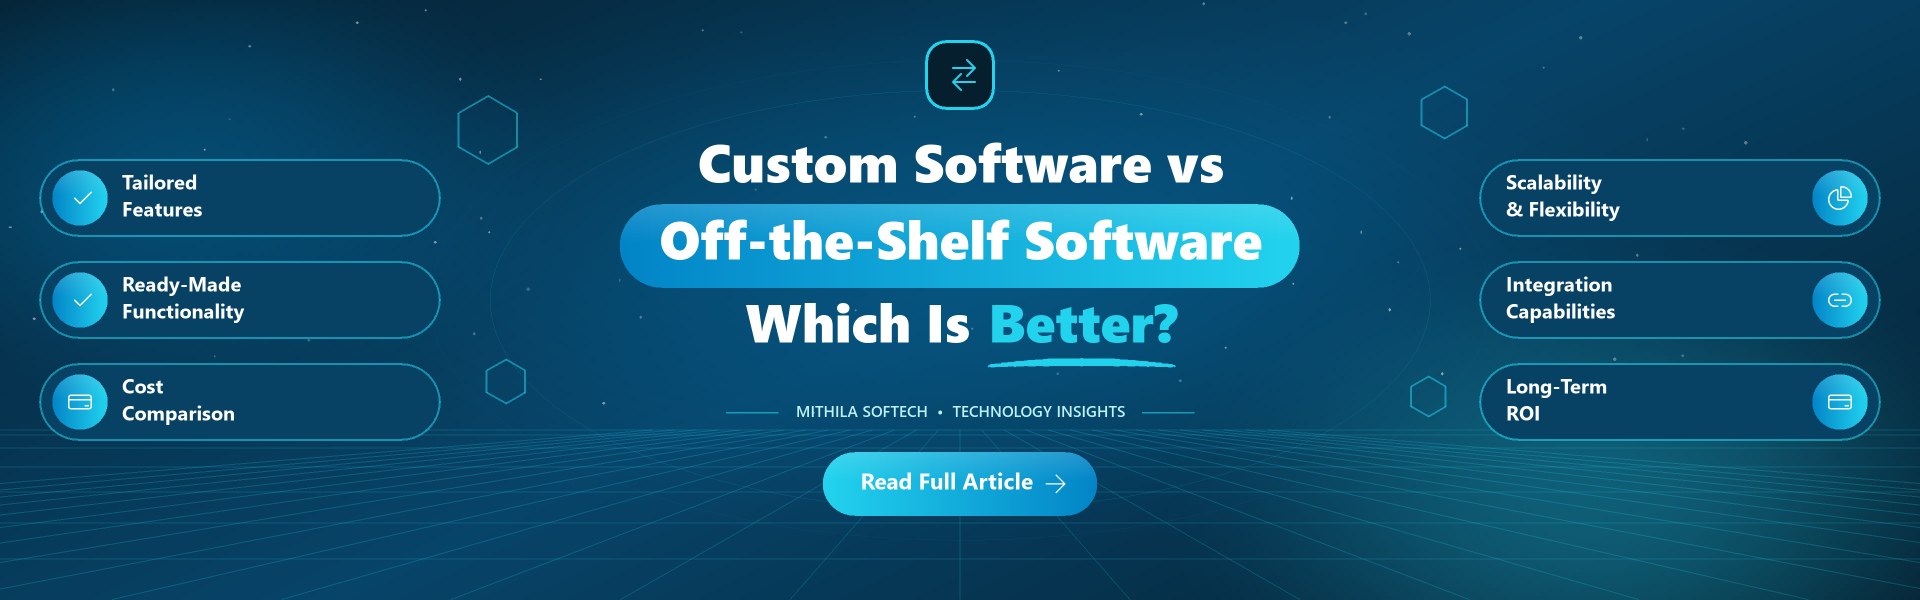 Custom Software vs
Off-the-Shelf Software
Which Is Better?
MITHILA SOFTECH • TECHNOLOGY INSIGHTS
Read Full Article
Tailored
Features
Ready-Made
Functionality
Cost
Comparison
Scalability
& Flexibility
Integration
Capabilities
Long-Term
ROI